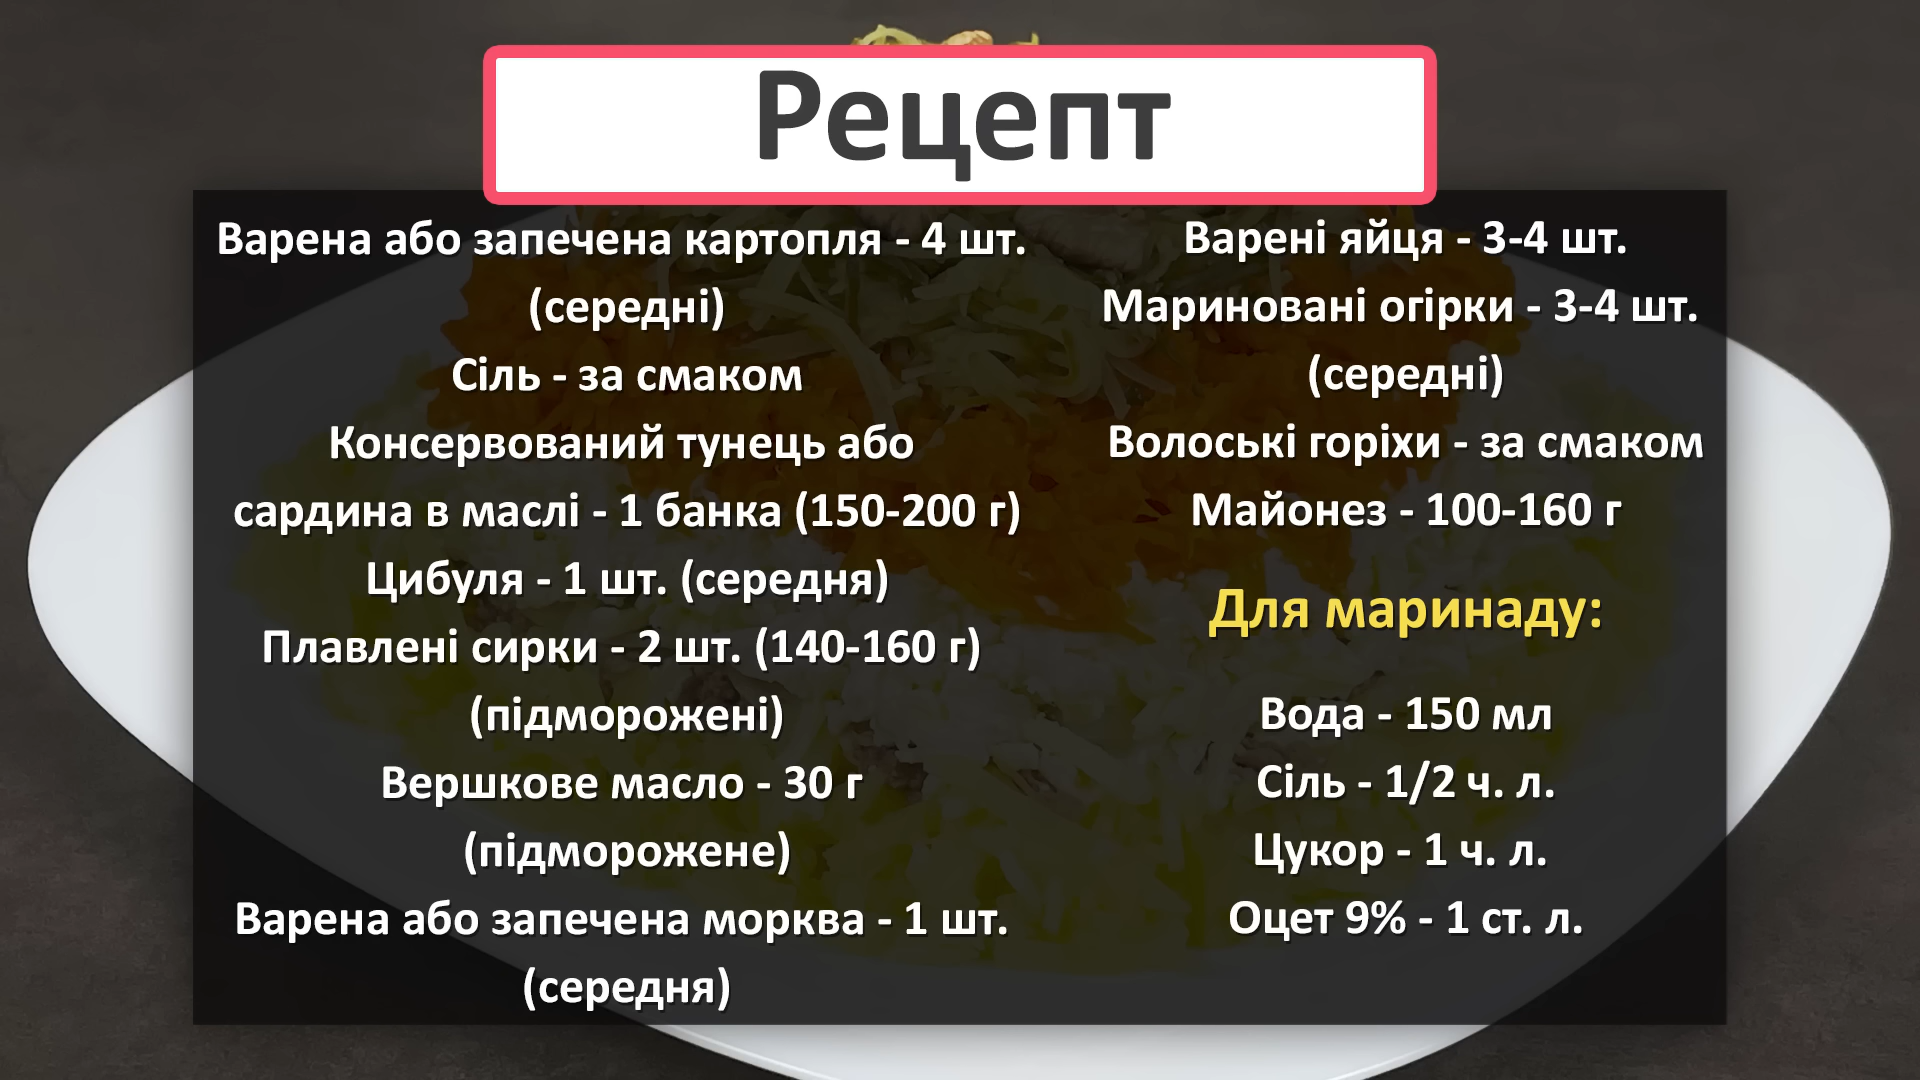 Рецепт
Варена або запечена картопля - 4 шт.
(середні)
Сіль - за смаком
Консервований тунець або
сардина в маслі - 1 банка (150-200 г)
Цибуля - 1 шт. (середня)
Плавлені сирки - 2 шт. (140-160 г)
(підморожені)
Вершкове масло - 30 г
(підморожене)
Варена або запечена морква - 1 шт.
(середня)
Варені яйця - 3-4 шт.
Мариновані огірки - 3-4 шт.
(середні)
Волоські горіхи - за смаком
Майонез - 100-160 г
Для маринаду:
Вода - 150 мл
Сіль - 1/2 ч. л.
Цукор - 1 ч. л.
Оцет 9% - 1 ст. л.